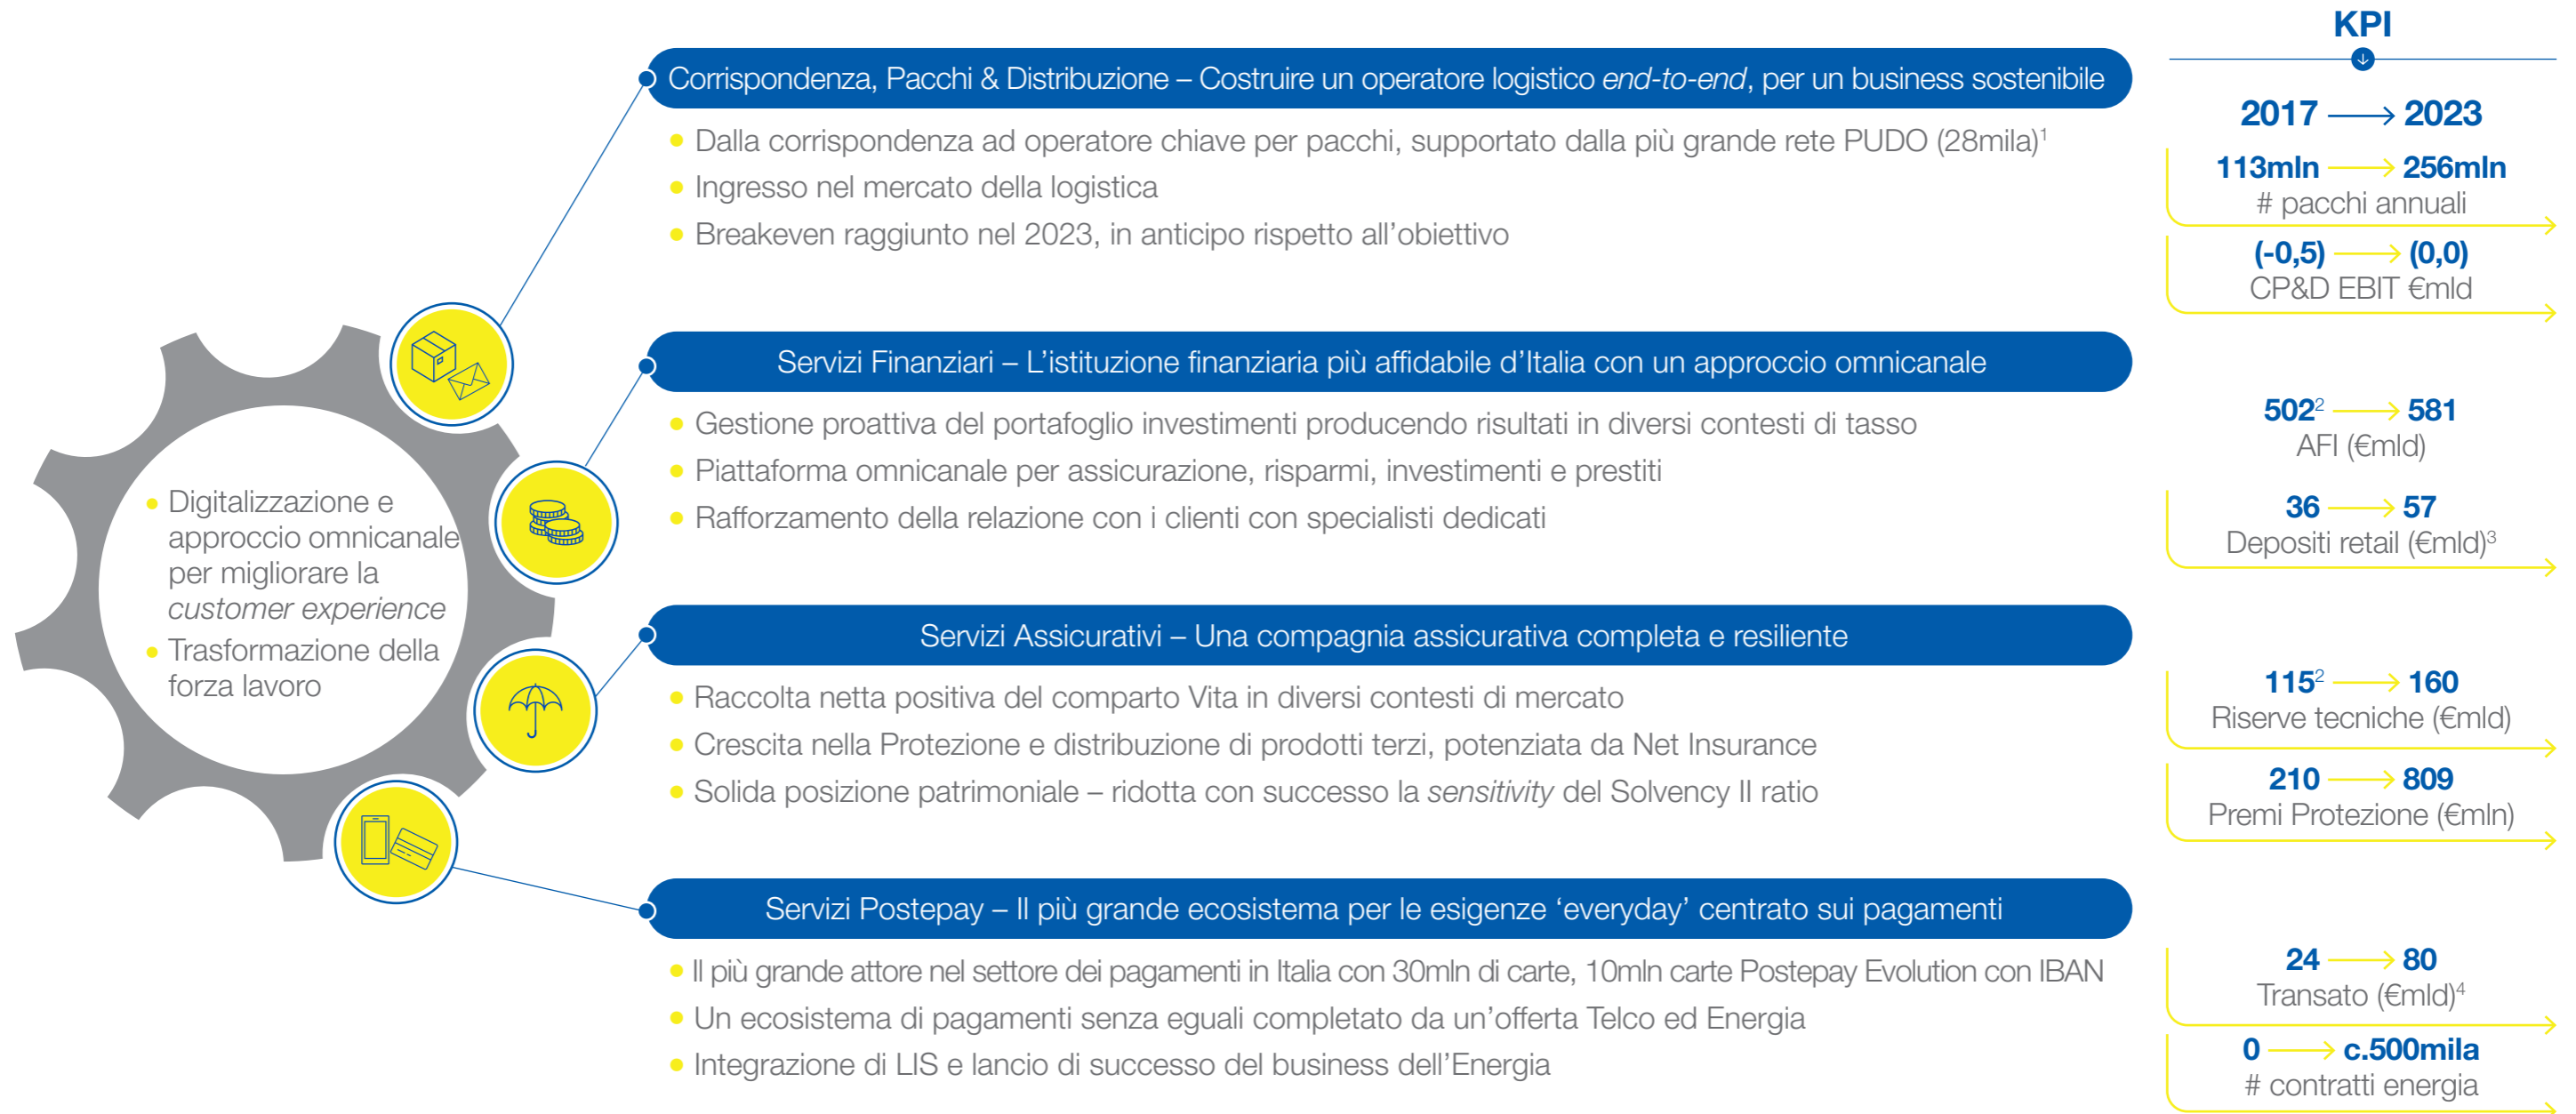 KPI
Corrispondenza, Pacchi & Distribuzione – Costruire un operatore logistico end-to-end, per un business sostenibile
2017 2023
Dalla corrispondenza ad operatore chiave per pacchi, supportato dalla più grande rete PUDO (28mila)¹
Ingresso nel mercato della logistica
Breakeven raggiunto nel 2023, in anticipo rispetto all’obiettivo
113mln 256mln
# pacchi annuali
(-0,5) (0,0)
CP&D EBIT €mld
Servizi Finanziari – L’istituzione finanziaria più affidabile d’Italia con un approccio omnicanale
Gestione proattiva del portafoglio investimenti producendo risultati in diversi contesti di tasso
Piattaforma omnicanale per assicurazione, risparmi, investimenti e prestiti
Rafforzamento della relazione con i clienti con specialisti dedicati
502² 581
AFI (€mld)
36 57
Depositi retail (€mld)³
Digitalizzazione e
approccio omnicanale
per migliorare la
customer experience
Trasformazione della
forza lavoro
Servizi Assicurativi – Una compagnia assicurativa completa e resiliente
Raccolta netta positiva del comparto Vita in diversi contesti di mercato
Crescita nella Protezione e distribuzione di prodotti terzi, potenziata da Net Insurance
Solida posizione patrimoniale – ridotta con successo la sensitivity del Solvency II ratio
115² 160
Riserve tecniche (€mld)
210 809
Premi Protezione (€mln)
Servizi Postepay – Il più grande ecosistema per le esigenze ‘everyday’ centrato sui pagamenti
Il più grande attore nel settore dei pagamenti in Italia con 30mln di carte, 10mln carte Postepay Evolution con IBAN
Un ecosistema di pagamenti senza eguali completato da un’offerta Telco ed Energia
Integrazione di LIS e lancio di successo del business dell’Energia
24 80
Transato (€mld)⁴
0 c.500mila
# contratti energia